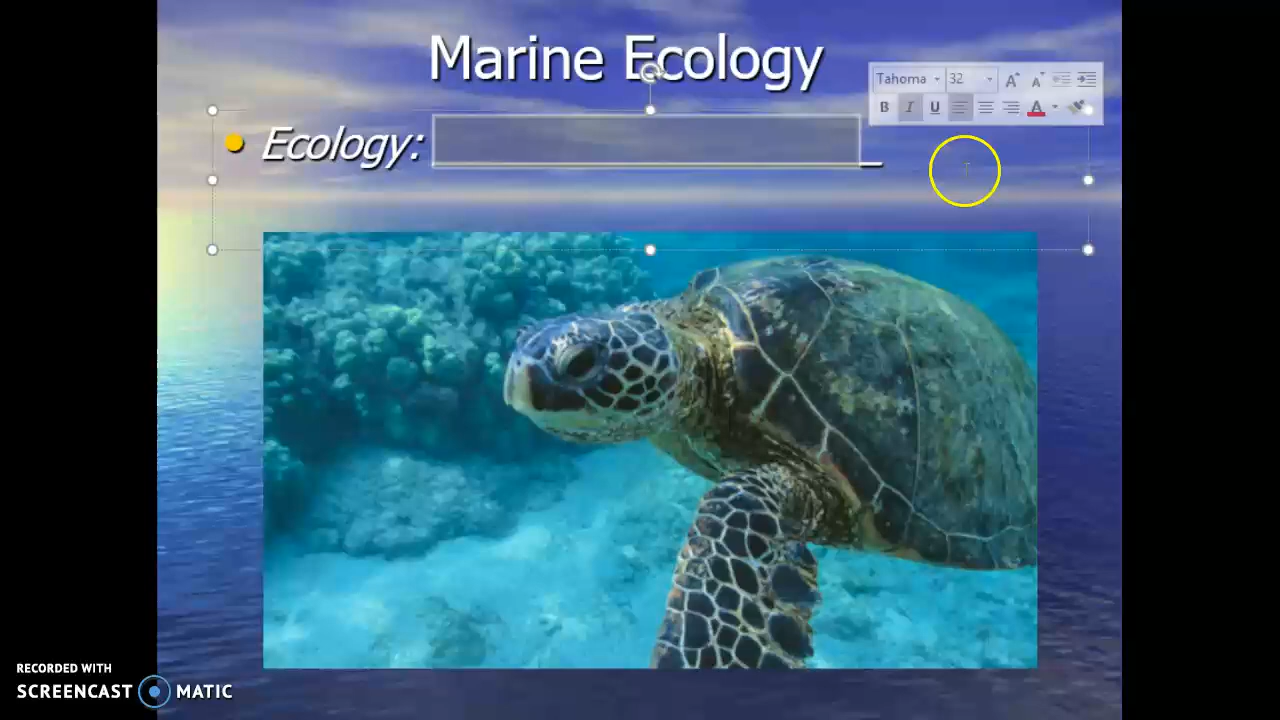 Marine Ecology
Tahoma 32
B I U A
Ecology:
RECORDED WITH
SCREENCAST MATIC